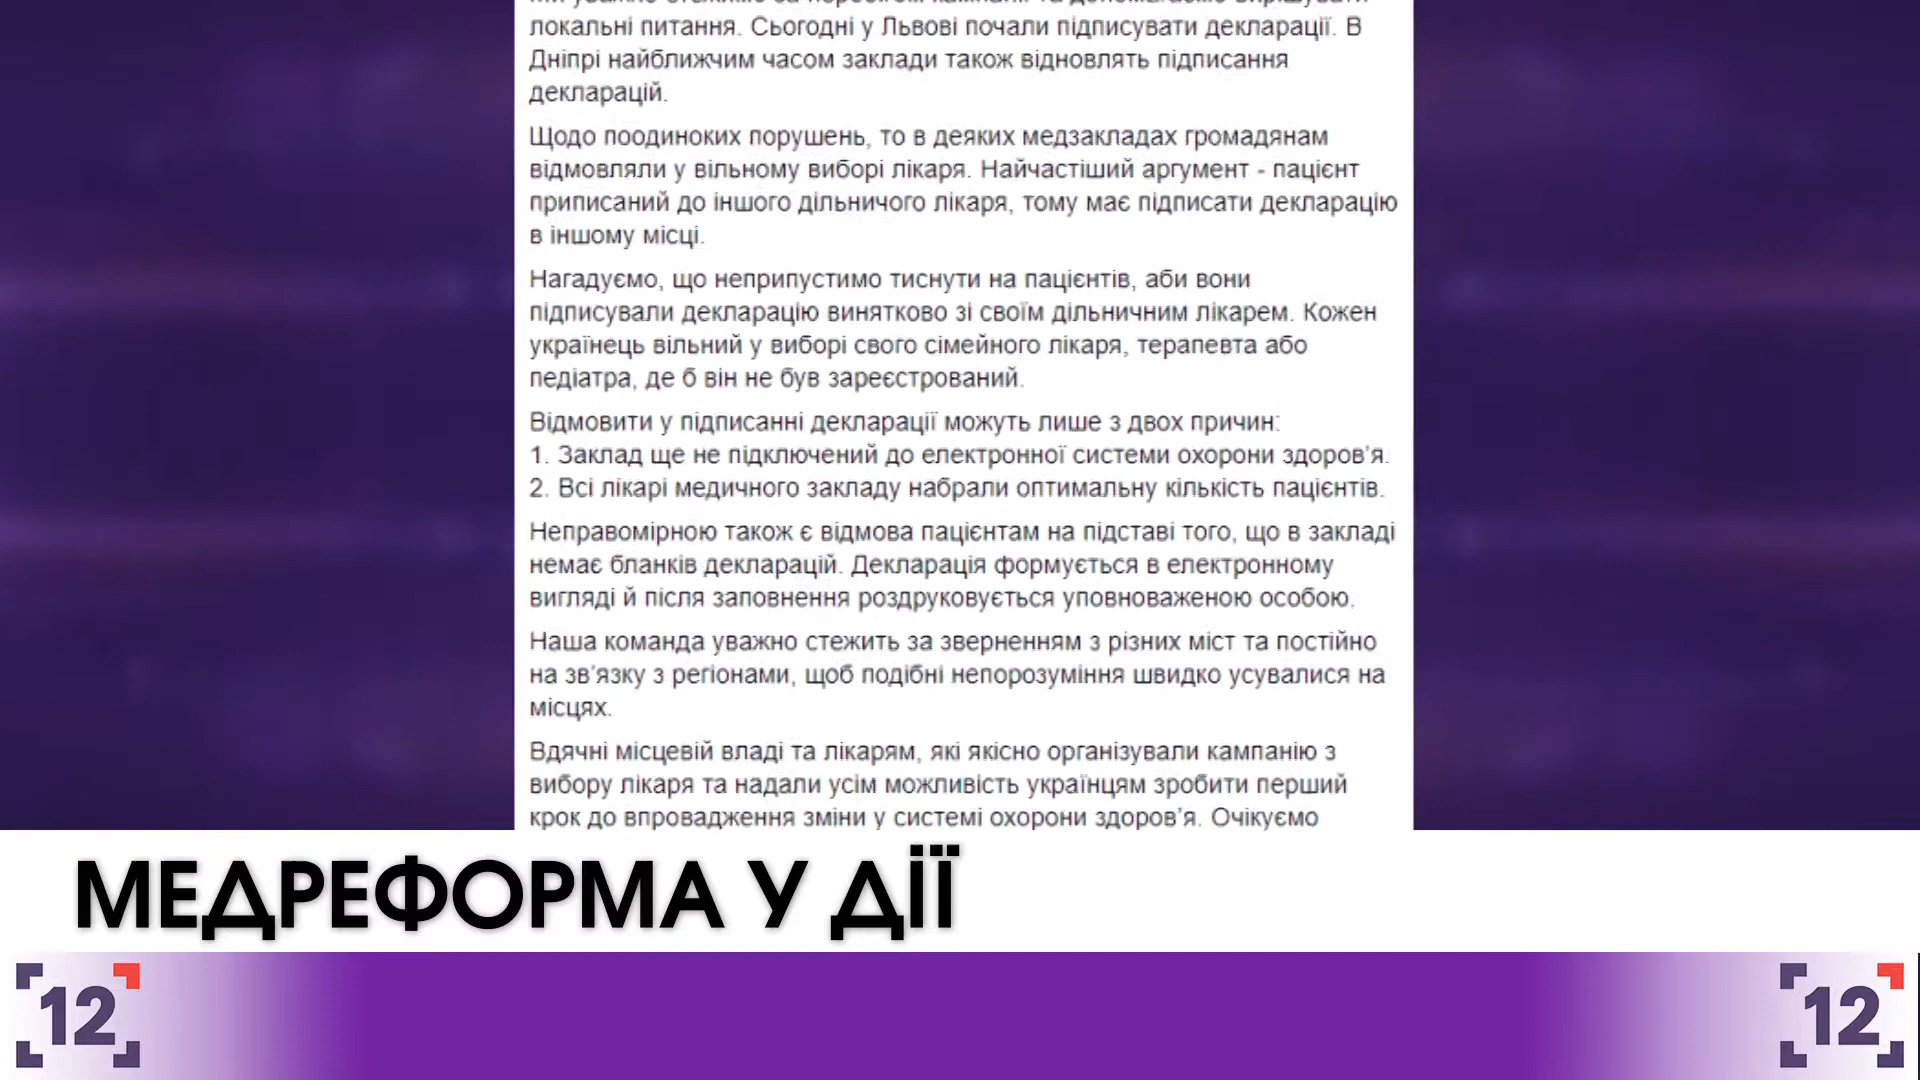 локальні питання. Сьогодні у Львові почали підписувати декларації. В
Дніпрі найближчим часом заклади також відновлять підписання
декларацій.
Щодо поодиноких порушень, то в деяких медзакладах громадянам
відмовляли у вільному виборі лікаря. Найчастіший аргумент - пацієнт
приписаний до іншого дільничого лікаря, тому має підписати декларацію
в іншому місці.
Нагадуємо, що неприпустимо тиснути на пацієнтів, аби вони
підписували декларацію винятково зі своїм дільничним лікарем. Кожен
українець вільний у виборі свого сімейного лікаря, терапевта або
педіатра, де б він не був зареєстрований.
Відмовити у підписанні декларації можуть лише з двох причин:
1. Заклад ще не підключений до електронної системи охорони здоров'я.
2. Всі лікарі медичного закладу набрали оптимальну кількість пацієнтів.
Неправомірною також є відмова пацієнтам на підставі того, що в закладі
немає бланків декларацій. Декларація формується в електронному
вигляді й після заповнення роздруковується уповноваженою особою.
Наша команда уважно стежить за зверненням з різних міст та постійно
на зв'язку з регіонами, щоб подібні непорозуміння швидко усувалися на
місцях.
Вдячні місцевій владі та лікарям, які якісно організували кампанію з
вибору лікаря та надали усім можливість українцям зробити перший
крок до впровадження зміни у системі охорони здоров'я. Очікуємо
МЕДРЕФОРМА У ДІЇ
12
12